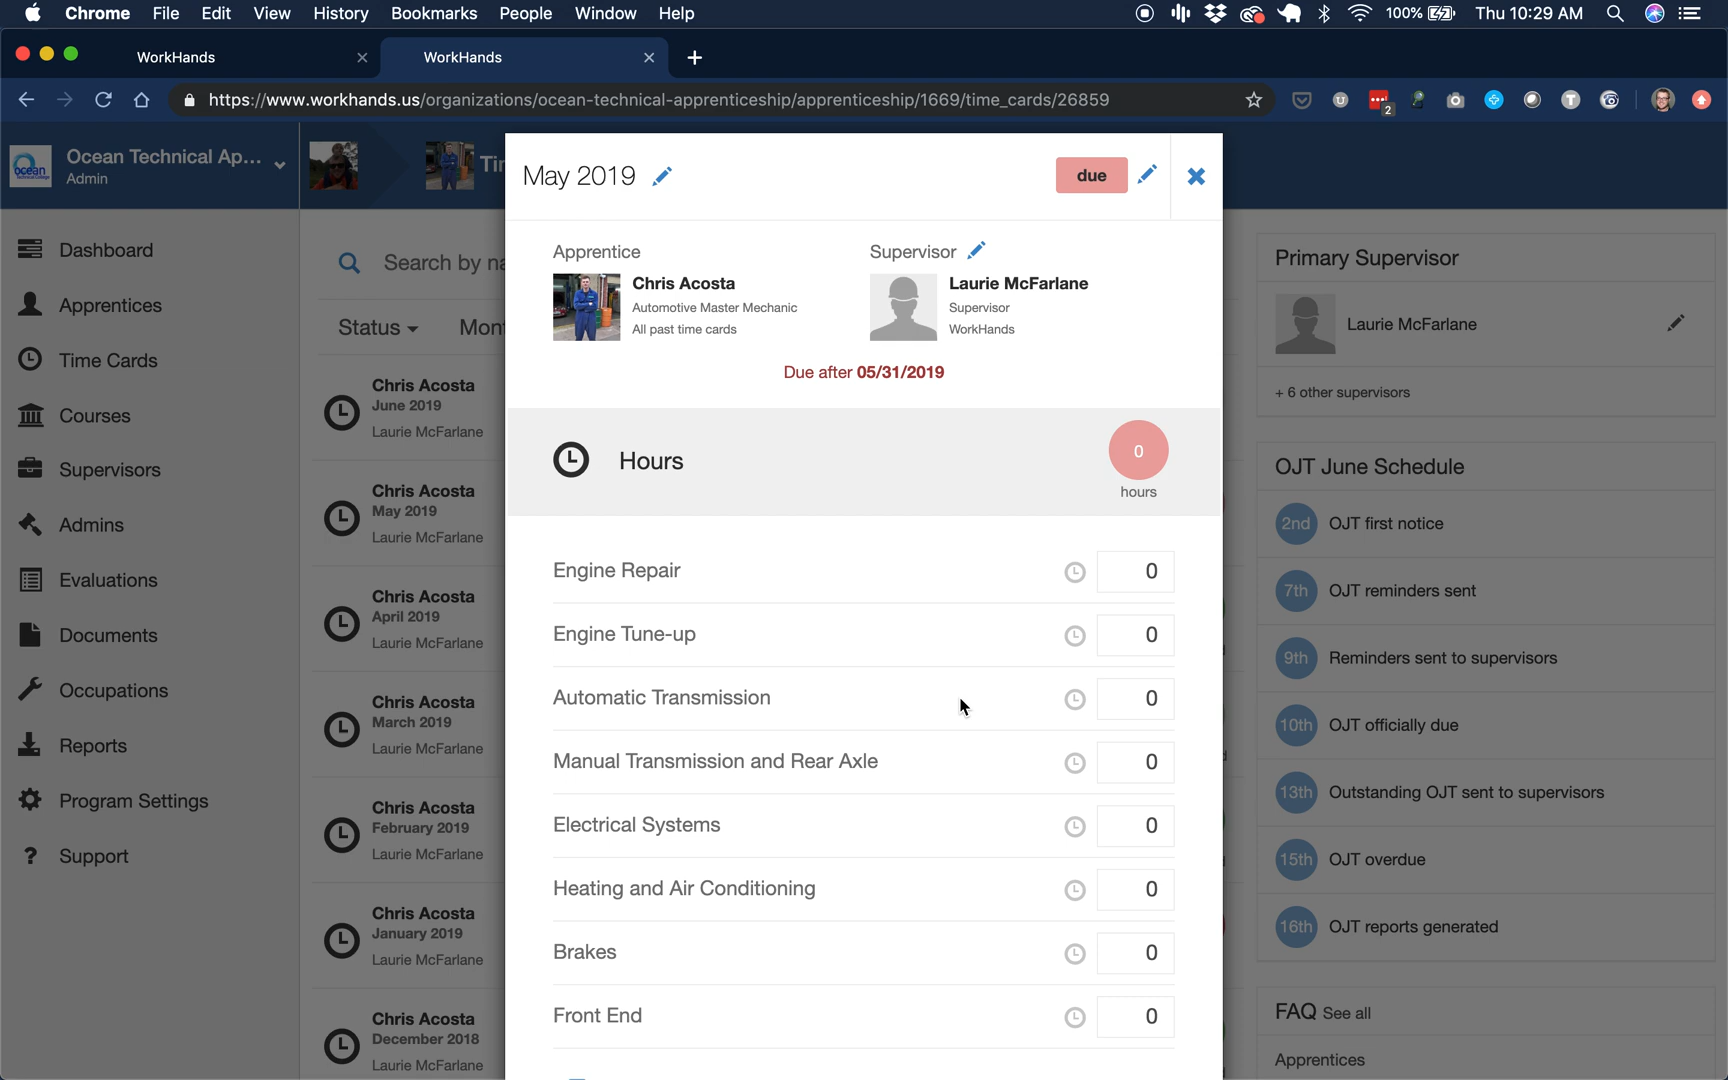 Chrome File Edit View History Bookmarks People Window Help 100% Thu 10:29 AM
WorkHands
WorkHands
https://www.workhands.us/organizations/ocean-technical-apprenticeship/apprenticeship/1669/time_cards/26859
2
Ocean Technical Ap...
Admin
Dashboard
Apprentices
Time Cards
Courses
Supervisors
Admins
Evaluations
Documents
Occupations
Reports
Program Settings
? Support
Search by
Status
Chris Acosta
June 2019
Laurie McFarlane
Chris Acosta
May 2019
Laurie McFarlane
Chris Acosta
April 2019
Laurie McFarlane
Chris Acosta
March 2019
Laurie McFarlane
Chris Acosta
February 2019
Laurie McFarlane
Chris Acosta
January 2019
Laurie McFarlane
Chris Acosta
December 2018
Laurie McFarlane
May 2019
due
Apprentice
Chris Acosta
Automotive Master Mechanic
All past time cards
Supervisor
Laurie McFarlane
Supervisor
WorkHands
Due after 05/31/2019
Hours
0
hours
Engine Repair 0
Engine Tune-up 0
Automatic Transmission 0
Manual Transmission and Rear Axle 0
Electrical Systems 0
Heating and Air Conditioning 0
Brakes 0
Front End 0
Primary Supervisor
Laurie McFarlane
+ 6 other supervisors
OJT June Schedule
2nd OJT first notice
7th OJT reminders sent
9th Reminders sent to supervisors
10th OJT officially due
13th Outstanding OJT sent to supervisors
15th OJT overdue
16th OJT reports generated
FAQ See all
Apprentices